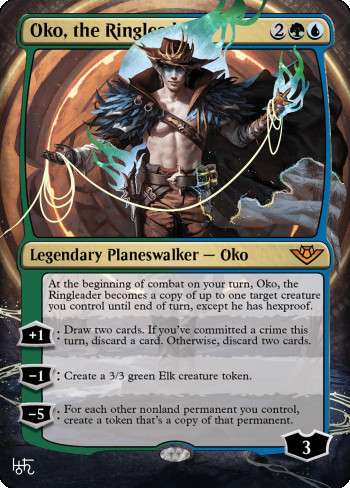 Oko, the Ringleader 2
Legendary Planeswalker — Oko
At the beginning of combat on your turn, Oko, the
Ringleader becomes a copy of up to one target creature
you control until end of turn, except he has hexproof.
+1 : Draw two cards. If you've committed a crime this
turn, discard a card. Otherwise, discard two cards.
−1 : Create a 3/3 green Elk creature token.
−5 : For each other nonland permanent you control,
create a token that's a copy of that permanent.
3